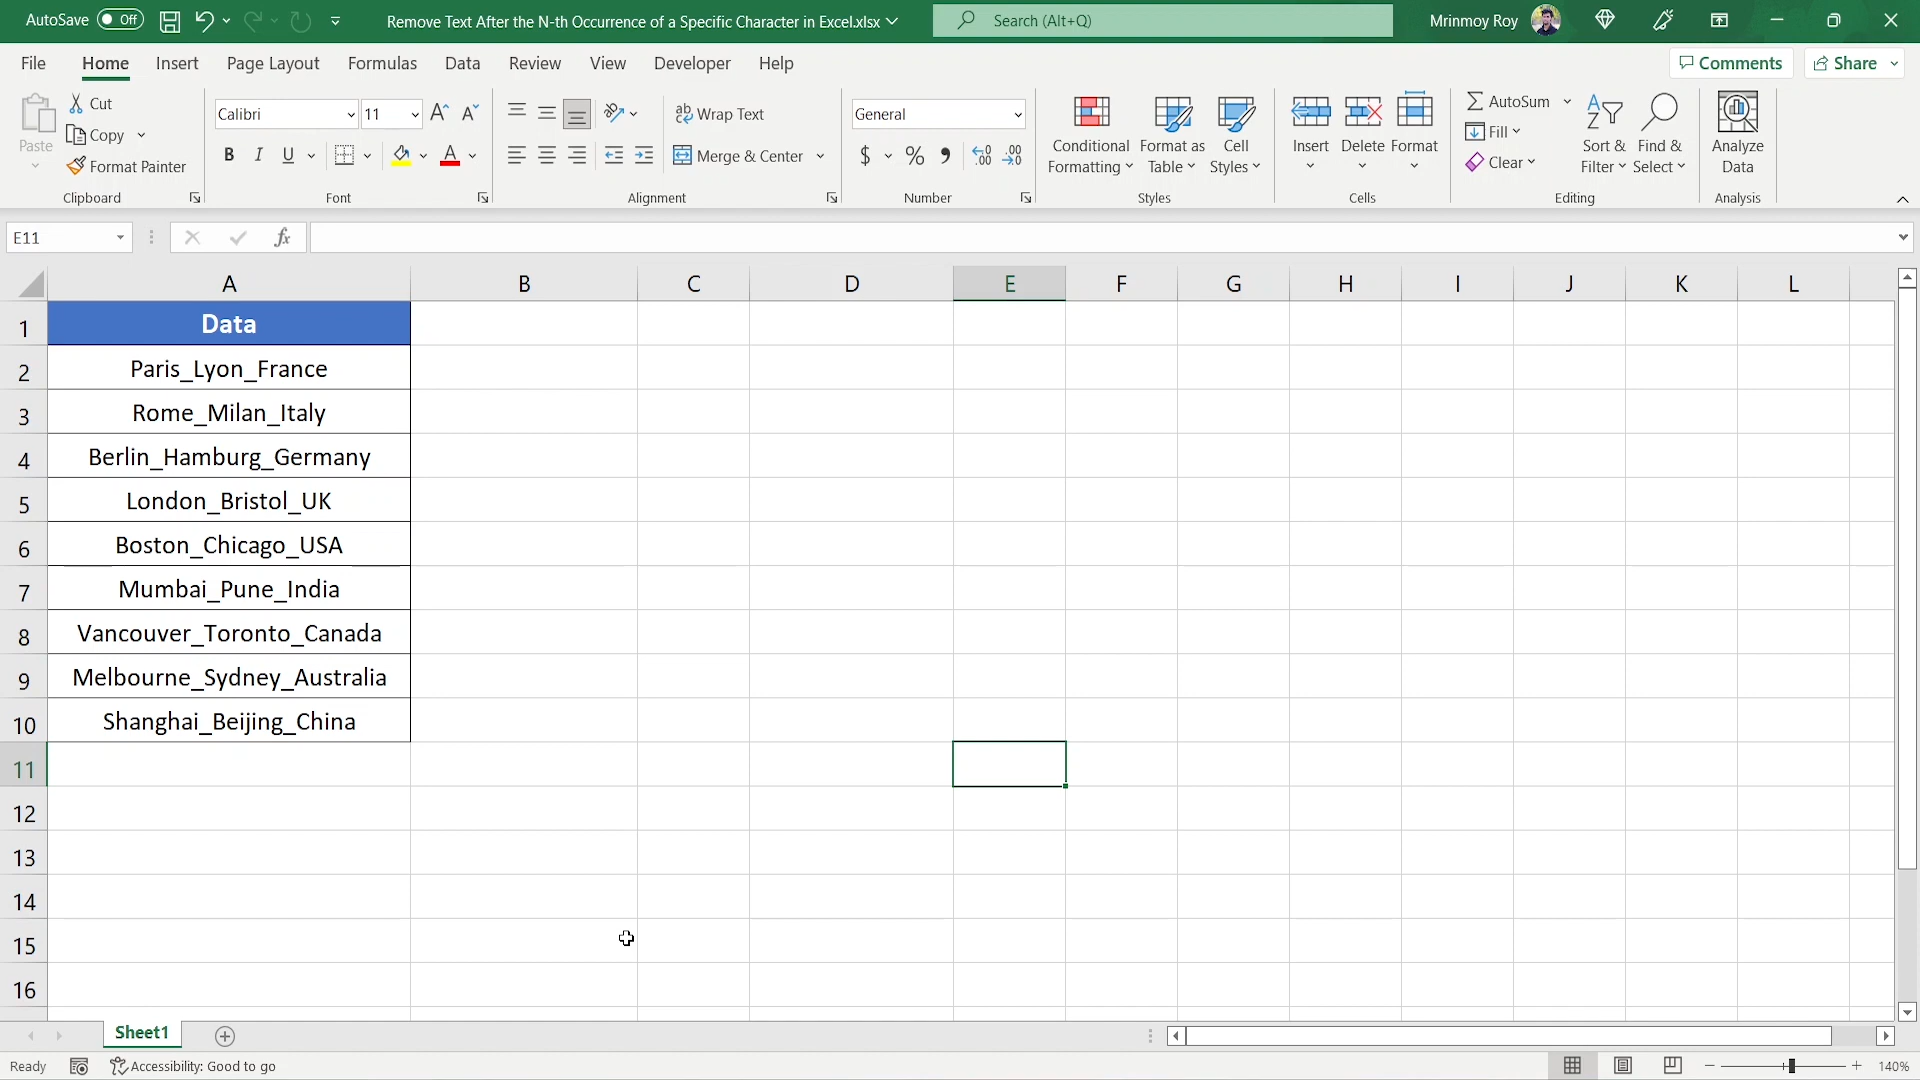 AutoSave Off Remove Text After the N-th Occurrence of a Specific Character in Excel.xlsx Search (Alt+Q) Mrinmoy Roy
File Home Insert Page Layout Formulas Data Review View Developer Help Comments Share
Paste
Cut
Copy
Format Painter
Clipboard
Calibri 11
B I U A
Font
Wrap Text
Merge & Center
Alignment
General
$ % 9
Number
Conditional Formatting
Format as Table
Cell Styles
Styles
Insert Delete Format
Cells
AutoSum
Fill
Clear
Sort & Filter
Find & Select
Editing
Analyze Data
Analysis
E11 fx
A B C D E F G H I J K L
1 Data
2 Paris_Lyon_France
3 Rome_Milan_Italy
4 Berlin_Hamburg_Germany
5 London_Bristol_UK
6 Boston_Chicago_USA
7 Mumbai_Pune_India
8 Vancouver_Toronto_Canada
9 Melbourne_Sydney_Australia
10 Shanghai_Beijing_China
11
12
13
14
15
16
Sheet1
Ready Accessibility: Good to go 140%